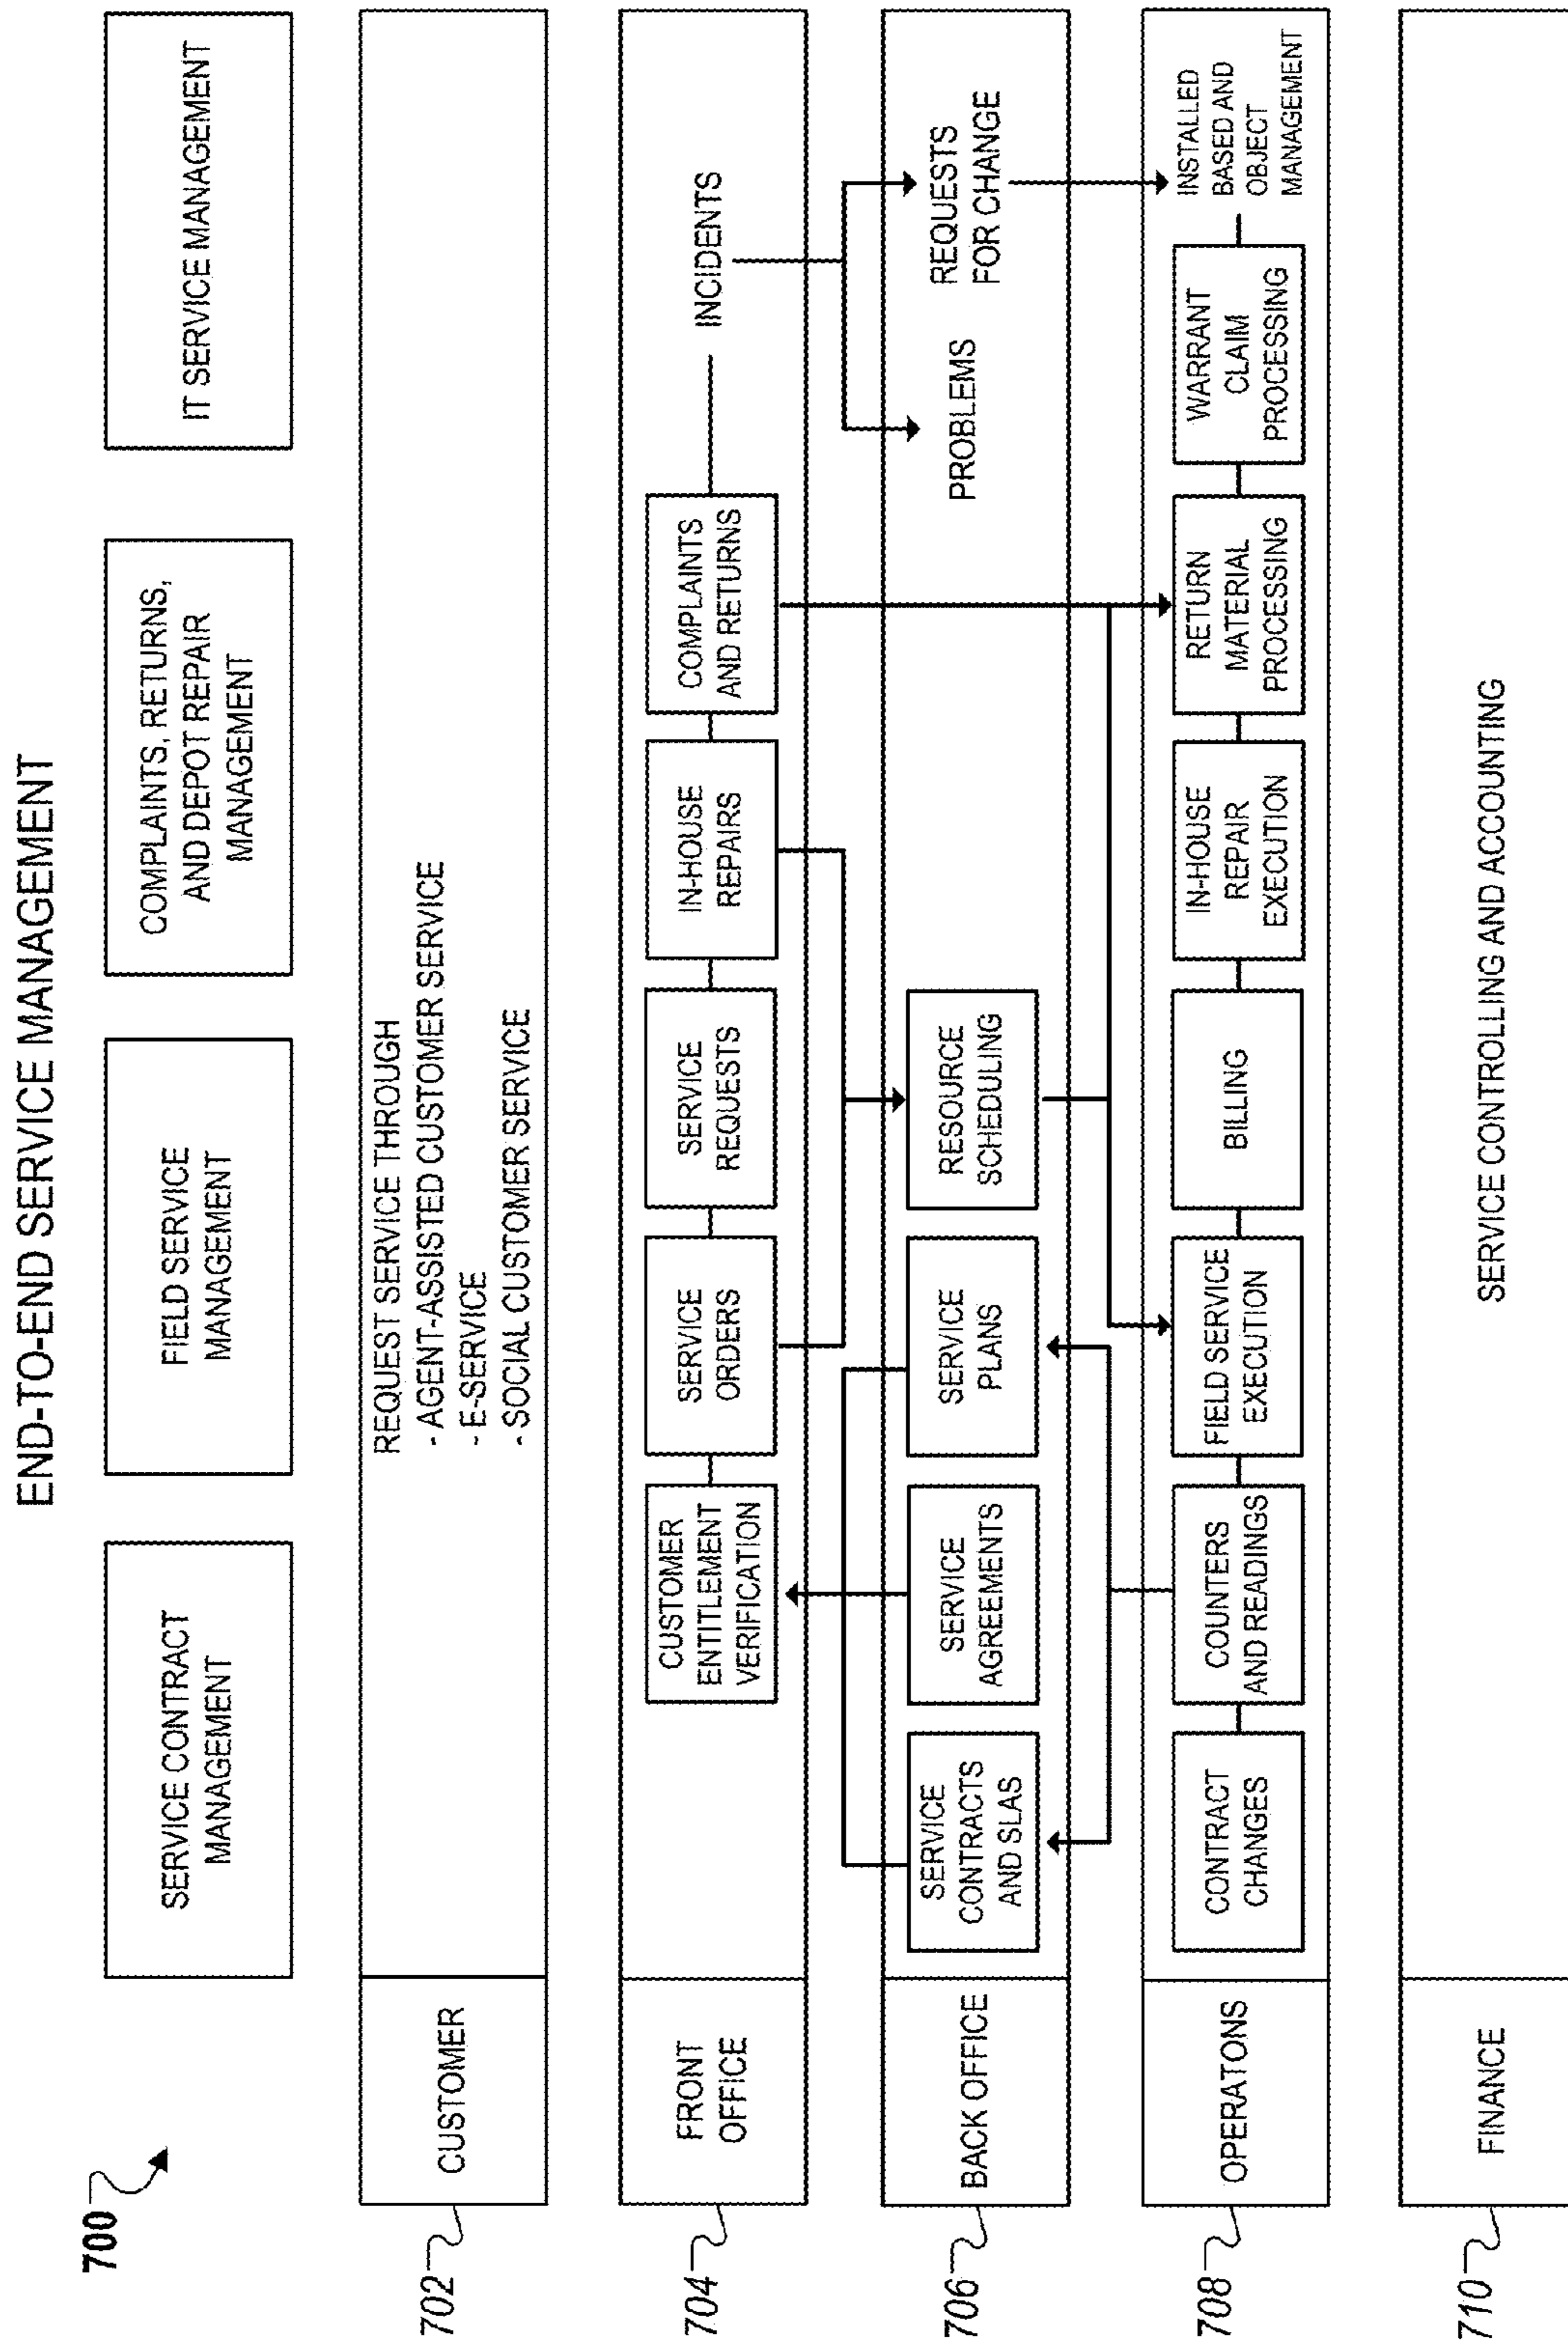 END-TO-END SERVICE MANAGEMENT
700
SERVICE CONTRACT
MANAGEMENT
FIELD SERVICE
MANAGEMENT
COMPLAINTS, RETURNS,
AND DEPOT REPAIR
MANAGEMENT
IT SERVICE MANAGEMENT
702
CUSTOMER
REQUEST SERVICE THROUGH
- AGENT-ASSISTED CUSTOMER SERVICE
- E-SERVICE
- SOCIAL CUSTOMER SERVICE
704
FRONT
OFFICE
CUSTOMER
ENTITLEMENT
VERIFICATION
SERVICE
ORDERS
SERVICE
REQUESTS
IN-HOUSE
REPAIRS
COMPLAINTS
AND RETURNS
INCIDENTS
706
BACK OFFICE
SERVICE
CONTRACTS
AND SLAS
SERVICE
AGREEMENTS
SERVICE
PLANS
RESOURCE
SCHEDULING
PROBLEMS
REQUESTS
FOR CHANGE
708
OPERATONS
CONTRACT
CHANGES
COUNTERS
AND READINGS
FIELD SERVICE
EXECUTION
BILLING
IN-HOUSE
REPAIR
EXECUTION
RETURN
MATERIAL
PROCESSING
WARRANT
CLAIM
PROCESSING
INSTALLED
BASED AND
OBJECT
MANAGEMENT
710
FINANCE
SERVICE CONTROLLING AND ACCOUNTING